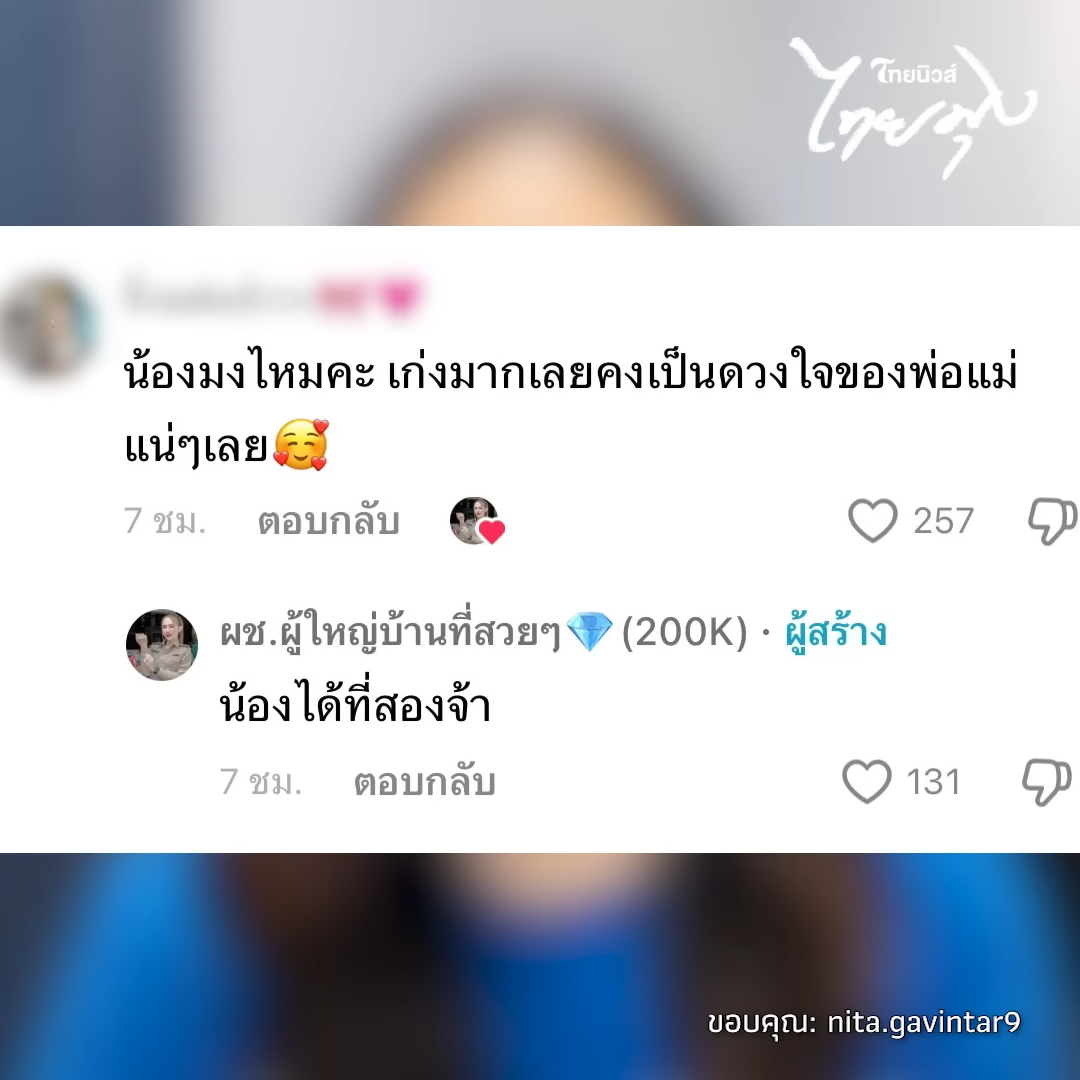 ไทยนิวส์
ไทยคุง
น้องมงไหมคะ เก่งมากเลยคงเป็นดวงใจของพ่อแม่
แน่ๆเลย🥰
7 ชม. ตอบกลับ 257
ผช.ผู้ใหญ่บ้านที่สวยๆ💎 (200K) · ผู้สร้าง
น้องได้ที่สองจ้า
7 ชม. ตอบกลับ 131
ขอบคุณ: nita.gavintar9